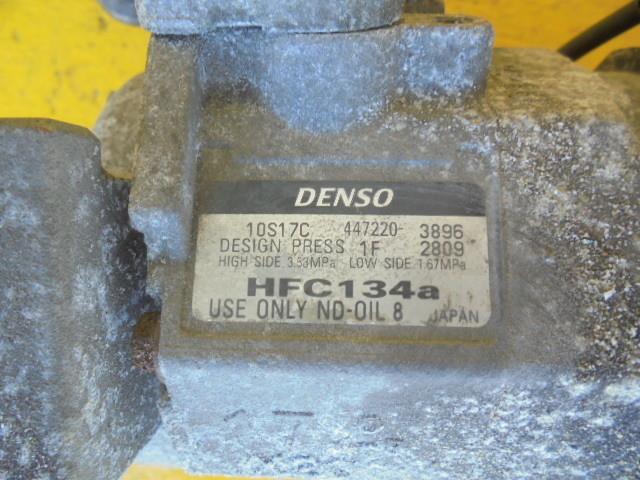 DENSO
10S17C 447220- 3896
DESIGN PRESS 1F 2809
HIGH SIDE 3.53MPa LOW SIDE 1.67MPa
HFC134a
USE ONLY ND-OIL 8 JAPAN